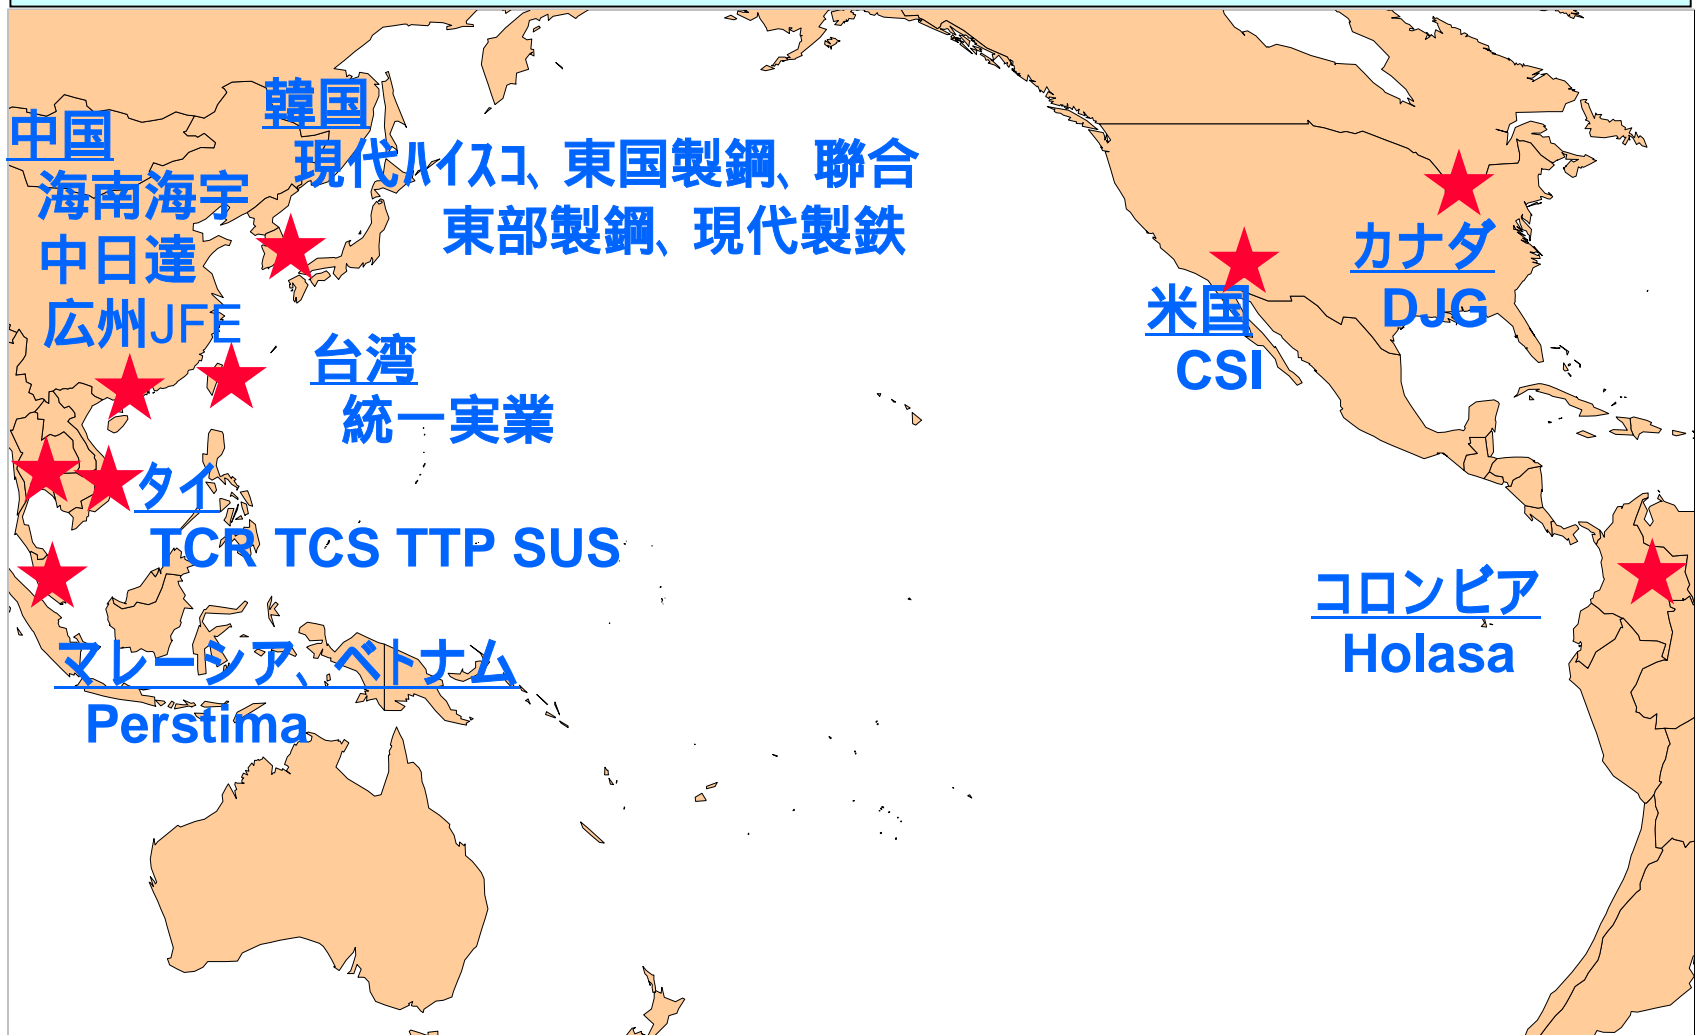 韓国
現代ﾊｲｽｺ、東国製鋼、聯合
東部製鋼、現代製鉄
中国
海南海宇
中日達
広州JFE
台湾
統一実業
タイ
TCR TCS TTP SUS
マレーシア、ベトナム
Perstima
カナダ
DJG
米国
CSI
コロンビア
Holasa